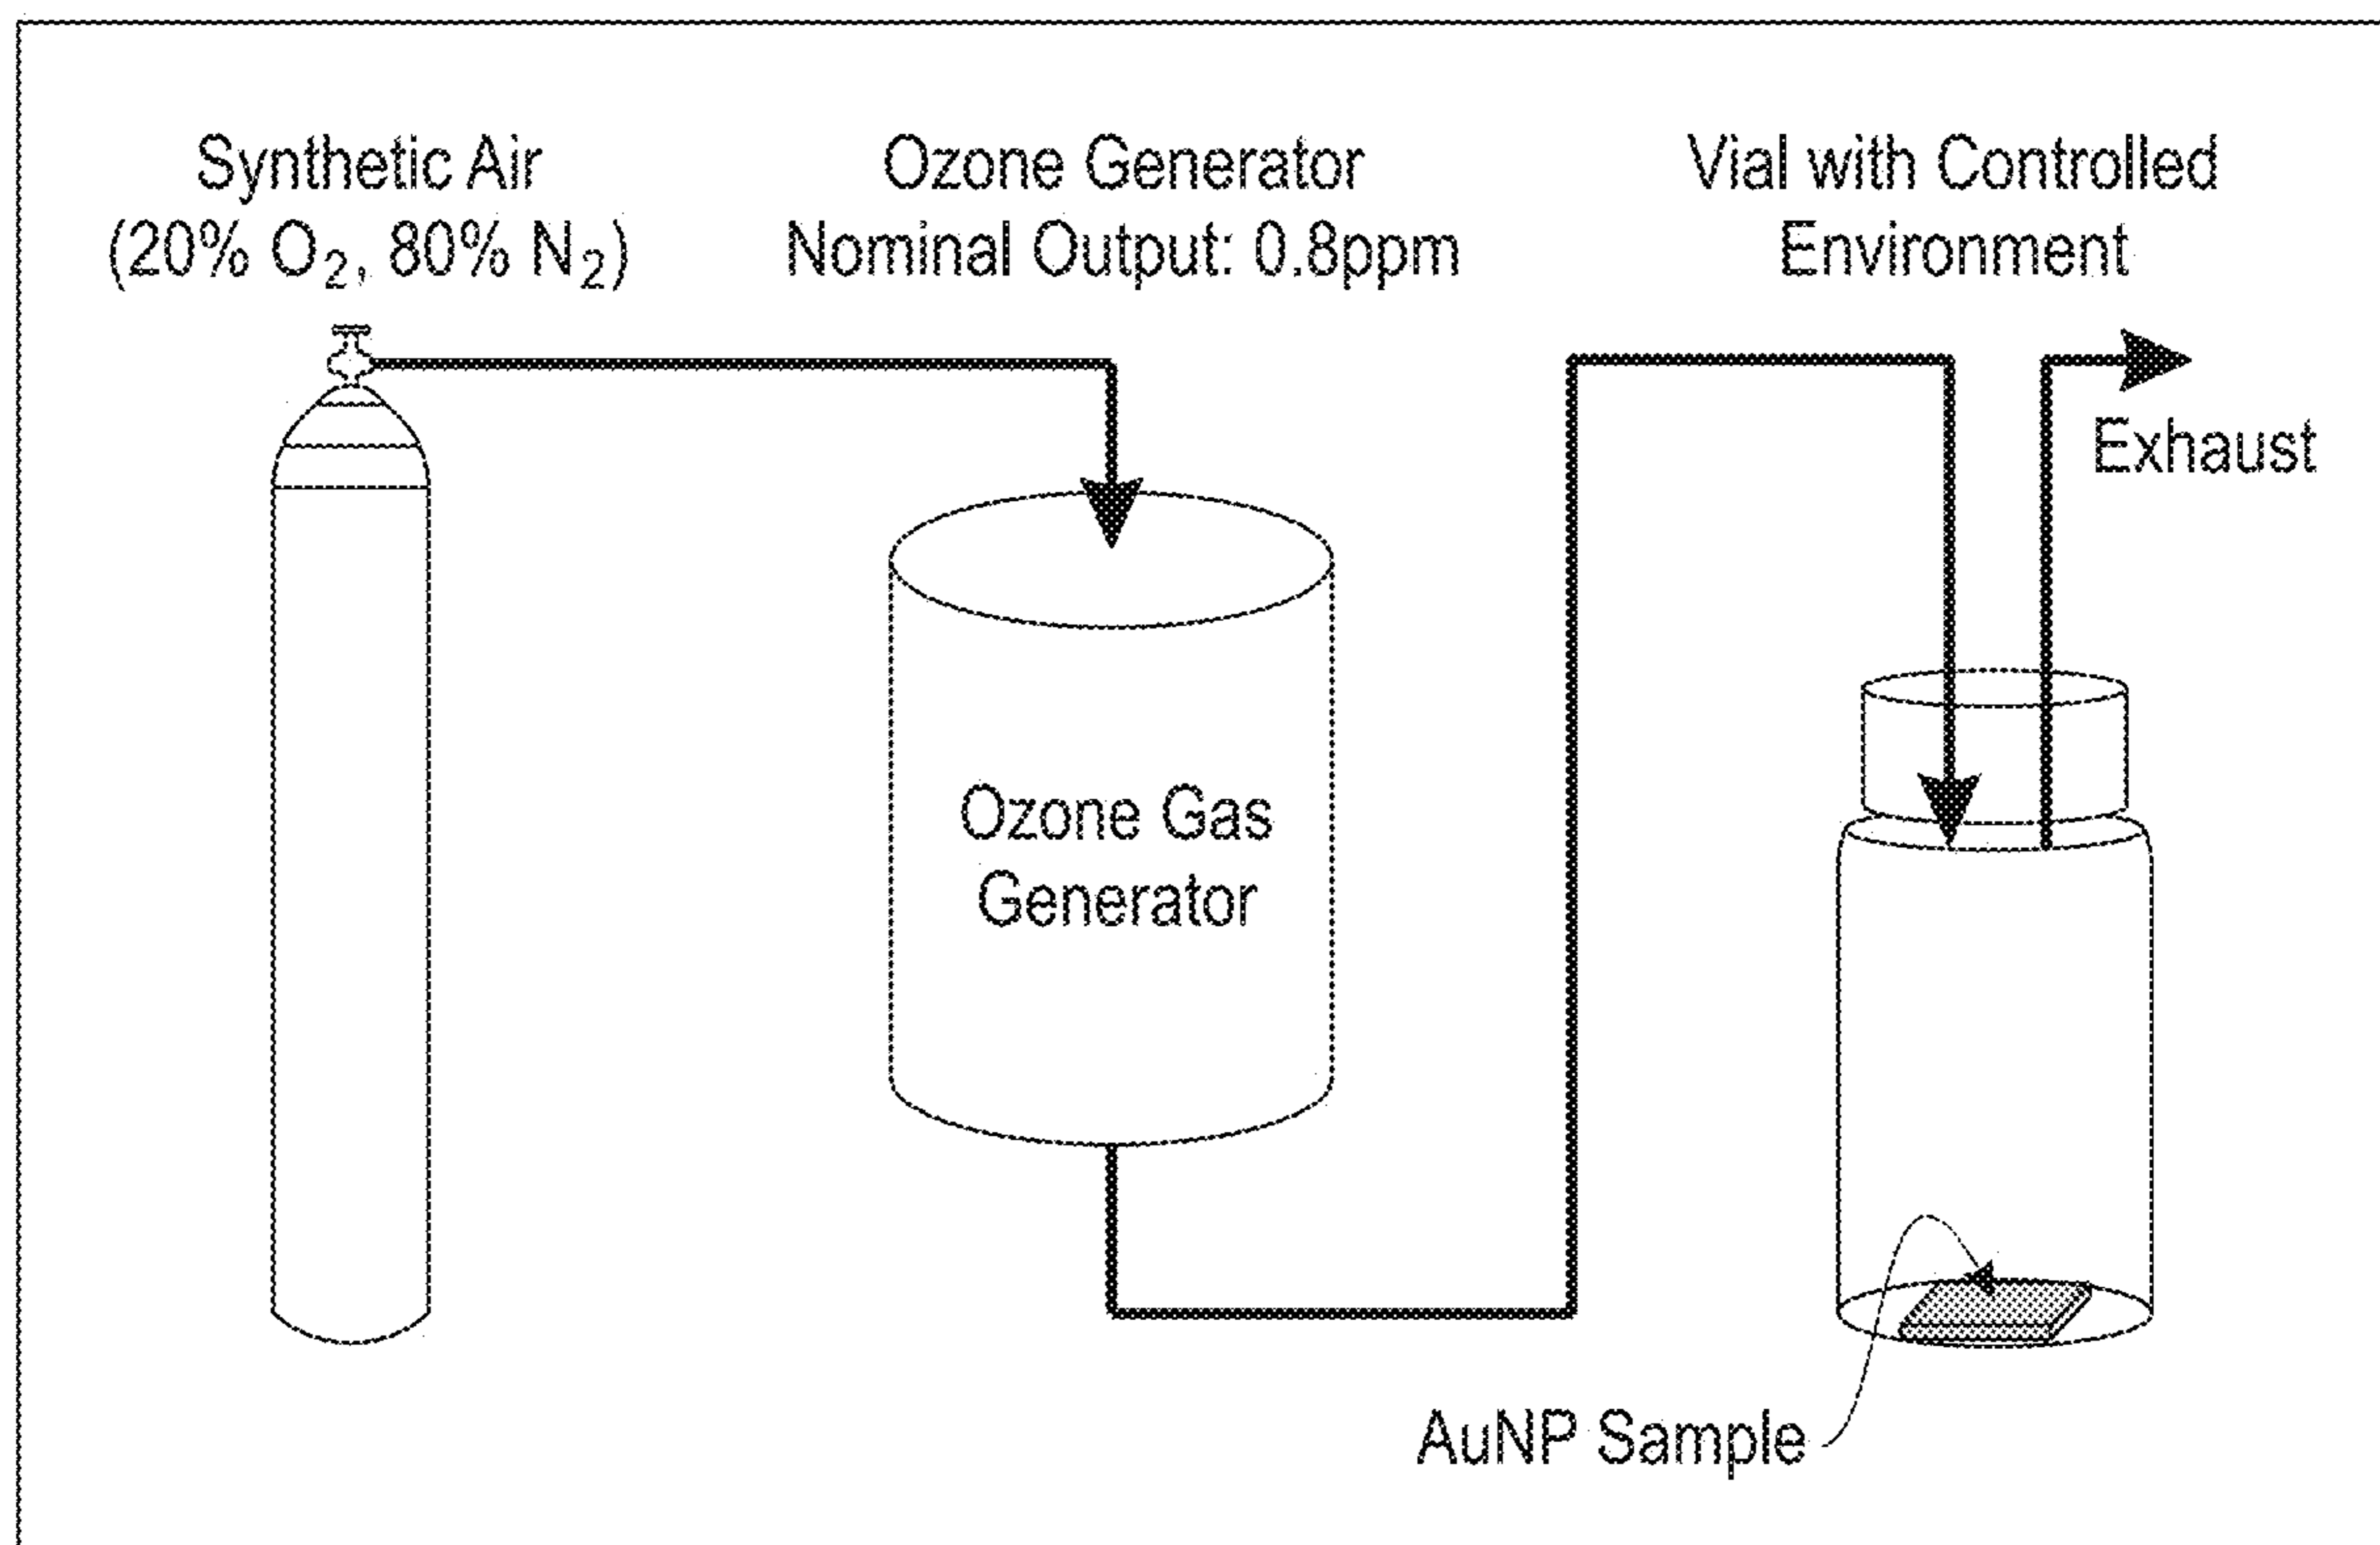 Synthetic Air
(20% O₂, 80% N₂)
Ozone Generator
Nominal Output: 0.8ppm
Vial with Controlled
Environment
Exhaust
Ozone Gas
Generator
AuNP Sample